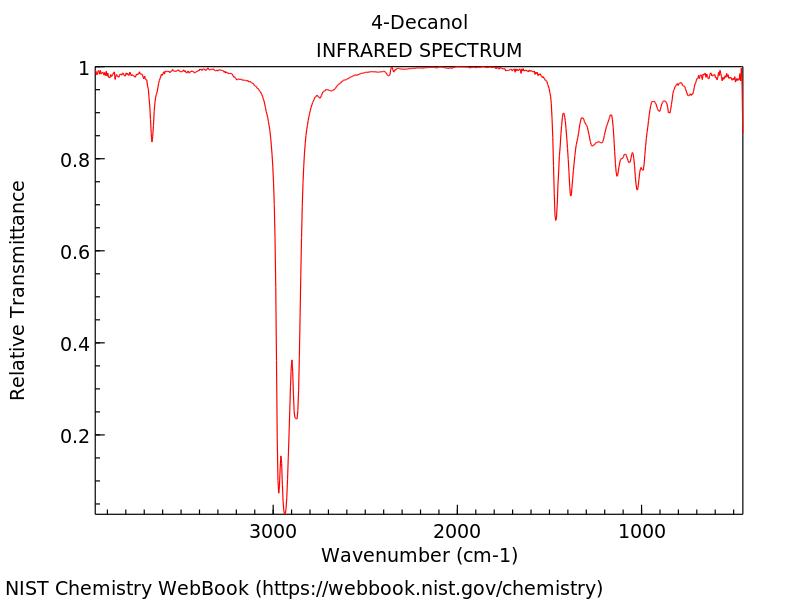 4-Decanol
INFRARED SPECTRUM
1
0.8
0.6
0.4
0.2
Relative Transmittance
3000 2000 1000
Wavenumber (cm-1)
NIST Chemistry WebBook (https://webbook.nist.gov/chemistry)